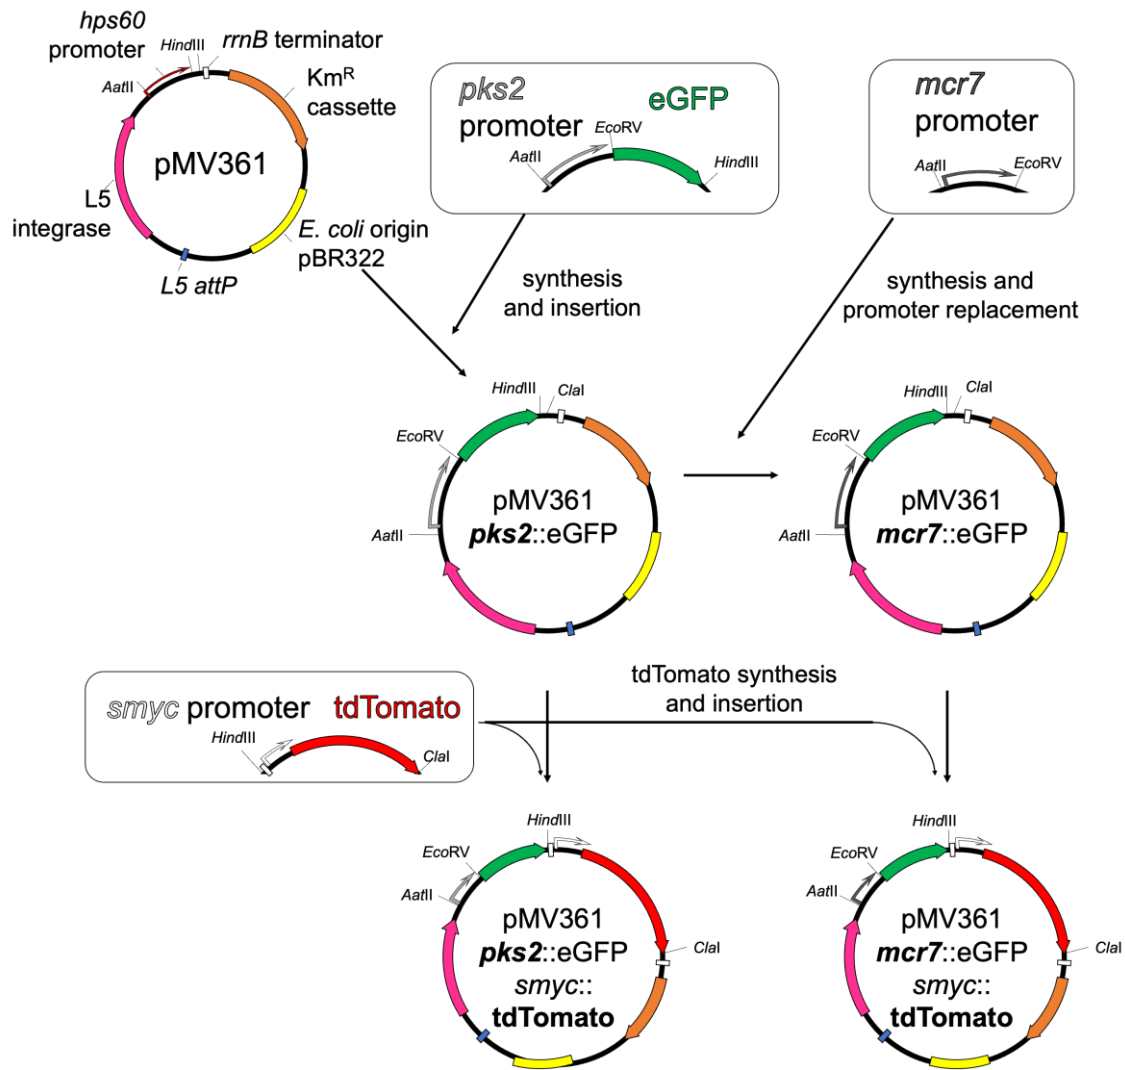 hps60
promoter
HindIII
rrnB terminator
AatII
KmR
cassette
pMV361
L5
integrase
E. coli origin
pBR322
L5 attP
pks2
promoter
eGFP
EcoRV
AatII
HindIII
mcr7
promoter
AatII
EcoRV
synthesis
and insertion
synthesis and
promoter replacement
HindIII
ClaI
EcoRV
AatII
pMV361
pks2::eGFP
HindIII
ClaI
EcoRV
AatII
pMV361
mcr7::eGFP
tdTomato synthesis
and insertion
smyc promoter tdTomato
HindIII
ClaI
HindIII
EcoRV
AatII
pMV361
pks2::eGFP
smyc::
tdTomato
ClaI
HindIII
EcoRV
AatII
pMV361
mcr7::eGFP
smyc::
tdTomato
ClaI